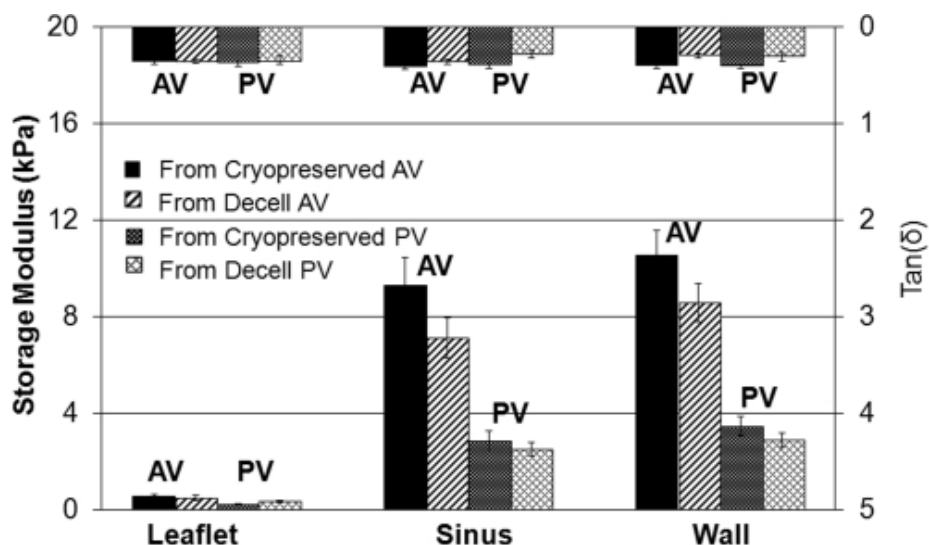 20
0
AV
PV
AV
PV
AV
PV
16
1
From Cryopreserved AV
From Decell AV
From Cryopreserved PV
From Decell PV
12
2
AV
AV
8
3
PV
PV
4
4
AV
PV
0
5
Leaflet
Sinus
Wall
Storage Modulus (kPa)
Tan(δ)